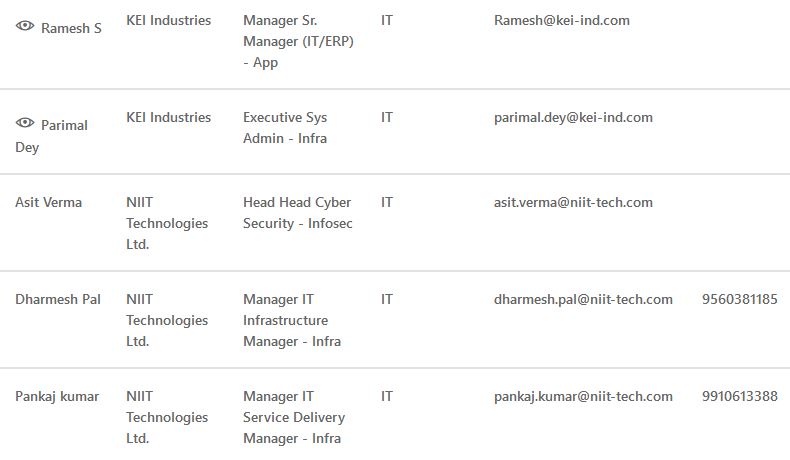 Ramesh S KEI Industries Manager Sr. IT Ramesh@kei-ind.com
Manager (IT/ERP)
- App
Parimal KEI Industries Executive Sys IT parimal.dey@kei-ind.com
Dey Admin - Infra
Asit Verma NIIT Head Head Cyber IT asit.verma@niit-tech.com
Technologies Security - Infosec
Ltd.
Dharmesh Pal NIIT Manager IT IT dharmesh.pal@niit-tech.com 9560381185
Technologies Infrastructure
Ltd. Manager - Infra
Pankaj kumar NIIT Manager IT IT pankaj.kumar@niit-tech.com 9910613388
Technologies Service Delivery
Ltd. Manager - Infra